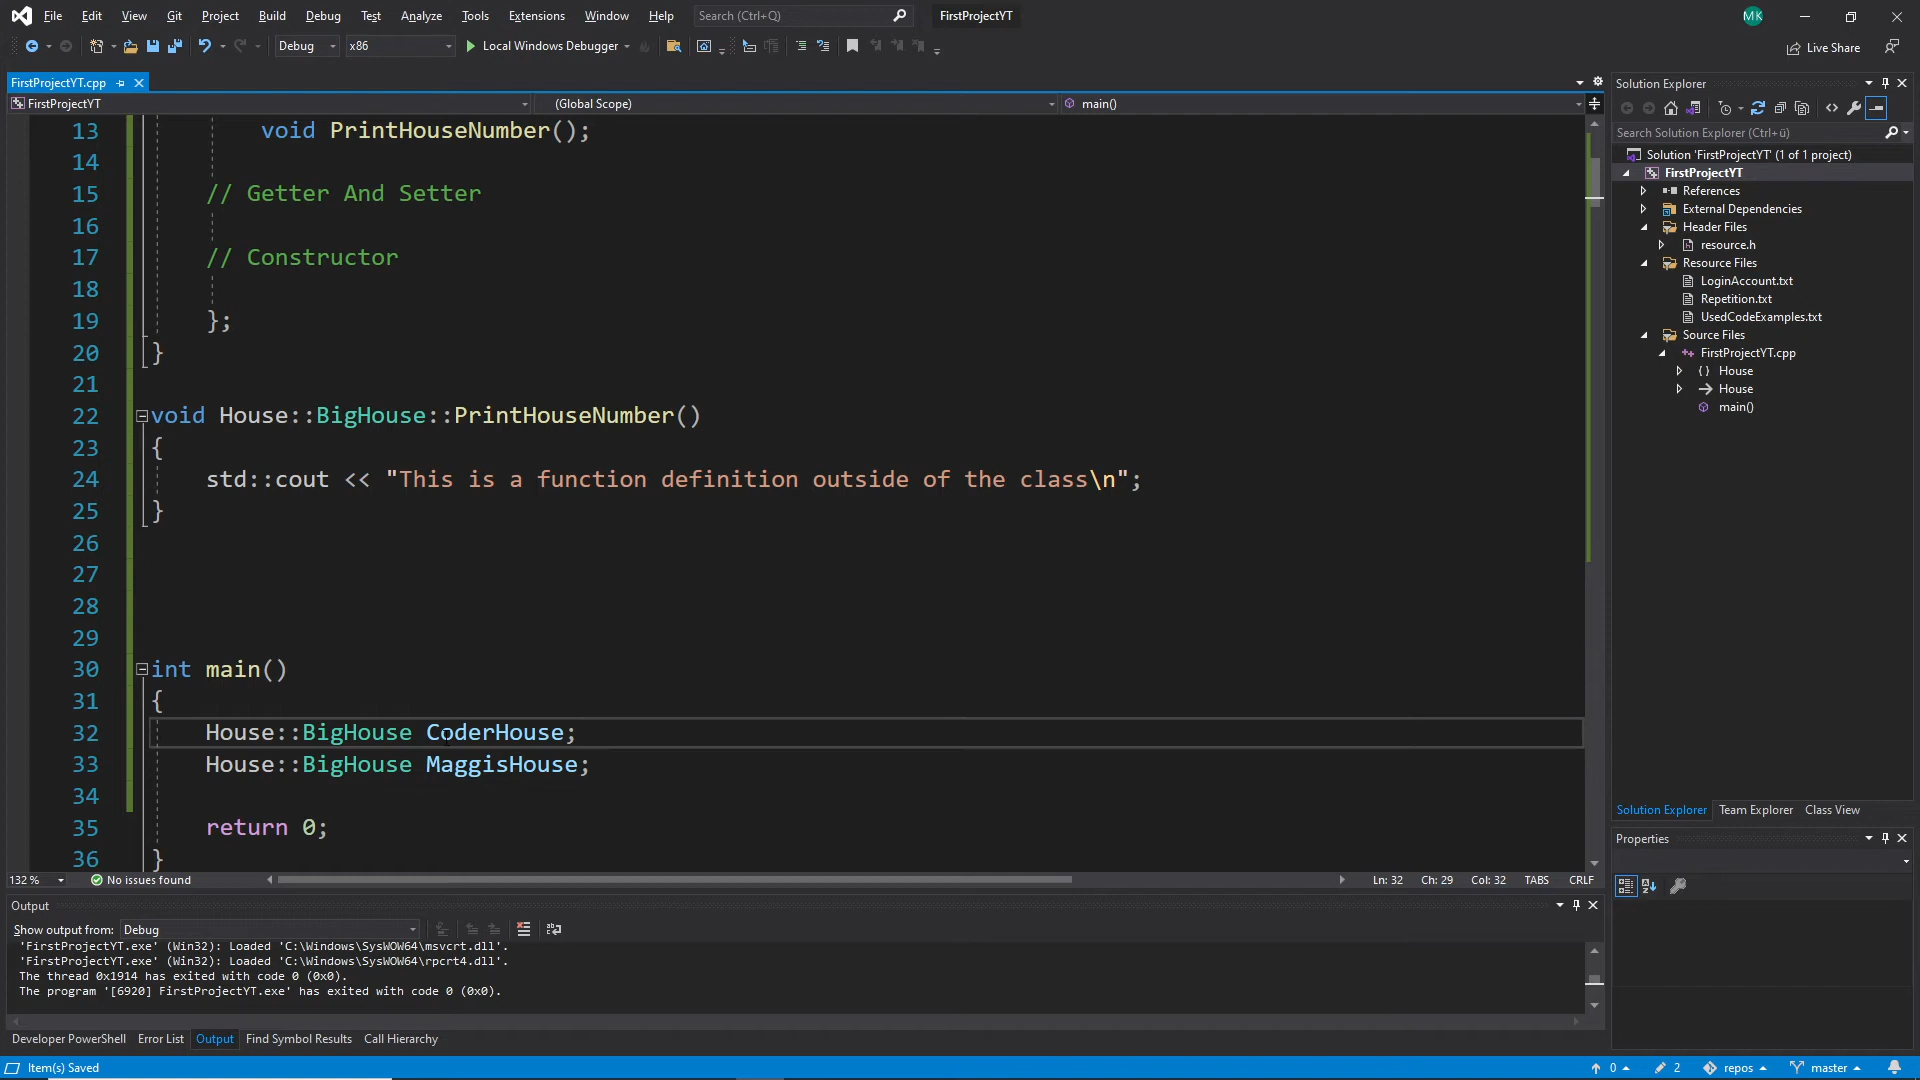 File Edit View Git Project Build Debug Test Analyze Tools Extensions Window Help Search (Ctrl+Q) FirstProjectYT MK
Debug x86 Local Windows Debugger Live Share
FirstProjectYT.cpp
FirstProjectYT (Global Scope) main()
13 void PrintHouseNumber();
14
15 // Getter And Setter
16
17 // Constructor
18
19 };
20 }
21
22 void House::BigHouse::PrintHouseNumber()
23 {
24 std::cout << "This is a function definition outside of the class\n";
25 }
26
27
28
29
30 int main()
31 {
32 House::BigHouse CoderHouse;
33 House::BigHouse MaggisHouse;
34
35 return 0;
36 }
132 % No issues found Ln: 32 Ch: 29 Col: 32 TABS CRLF
Output
Show output from: Debug
'FirstProjectYT.exe' (Win32): Loaded 'C:\Windows\SysWOW64\msvcrt.dll'.
'FirstProjectYT.exe' (Win32): Loaded 'C:\Windows\SysWOW64\rpcrt4.dll'.
The thread 0x1914 has exited with code 0 (0x0).
The program '[6920] FirstProjectYT.exe' has exited with code 0 (0x0).
Developer PowerShell Error List Output Find Symbol Results Call Hierarchy
Solution Explorer
Search Solution Explorer (Ctrl+ü)
Solution 'FirstProjectYT' (1 of 1 project)
FirstProjectYT
References
External Dependencies
Header Files
resource.h
Resource Files
LoginAccount.txt
Repetition.txt
UsedCodeExamples.txt
Source Files
FirstProjectYT.cpp
House
House
main()
Solution Explorer Team Explorer Class View
Properties
Item(s) Saved 0 2 repos master